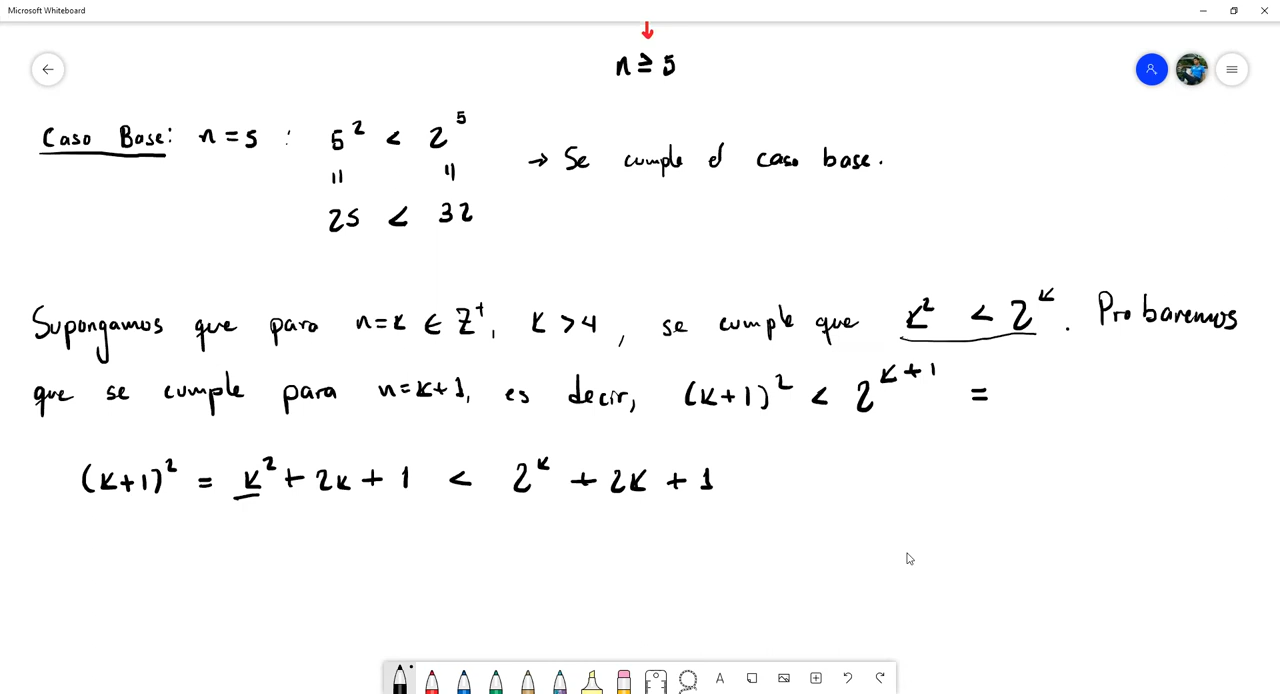 Microsoft Whiteboard
n ≥ 5
Caso Base: n = 5 : 5² < 2⁵ → Se cumple el caso base.
25 < 32
Supongamos que para n=k ∈ Z⁺, k > 4, se cumple que k² < 2ᵏ. Probaremos
que se cumple para n=k+1, es decir, (k+1)² < 2ᵏ⁺¹ =
(k+1)² = k² + 2k + 1 < 2ᵏ + 2k + 1